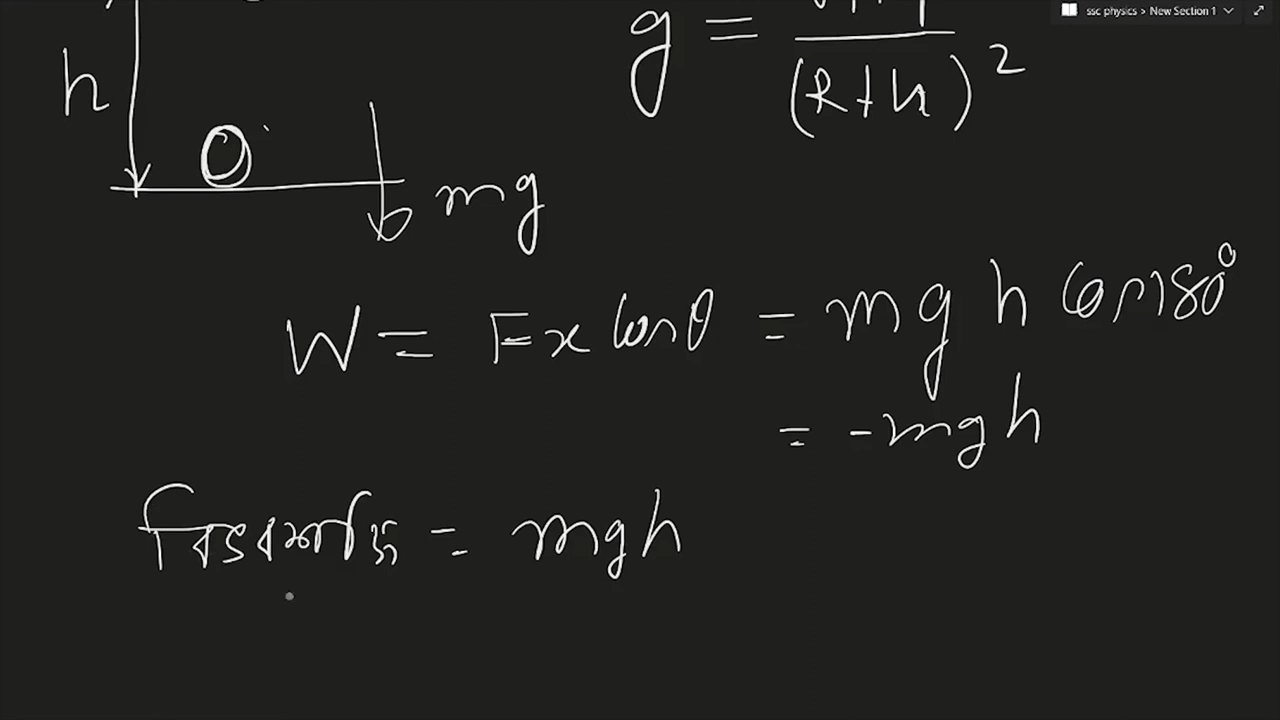 ssc physics > New Section 1
h
g = (R+h)²
mg
W = Fx cosθ = mgh cos180°
= -mgh
বিভবশক্তি = mgh